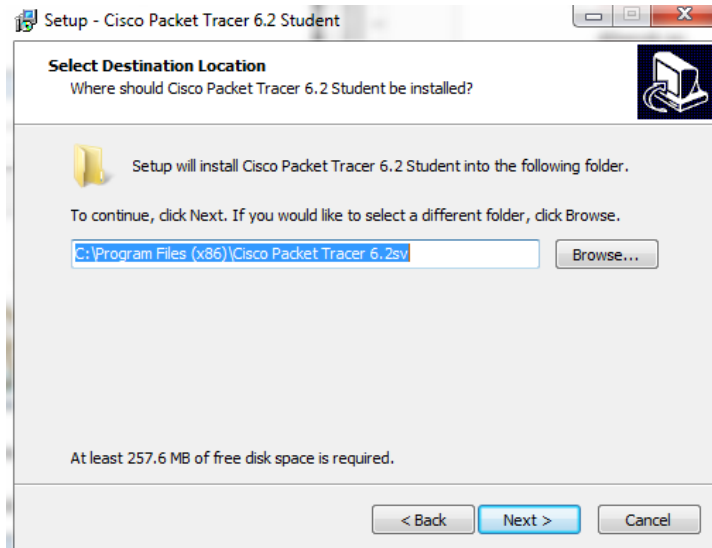 Setup - Cisco Packet Tracer 6.2 Student
Select Destination Location
Where should Cisco Packet Tracer 6.2 Student be installed?
Setup will install Cisco Packet Tracer 6.2 Student into the following folder.
To continue, click Next. If you would like to select a different folder, click Browse.
C:\Program Files (x86)\Cisco Packet Tracer 6.2sv
Browse...
At least 257.6 MB of free disk space is required.
< Back Next > Cancel